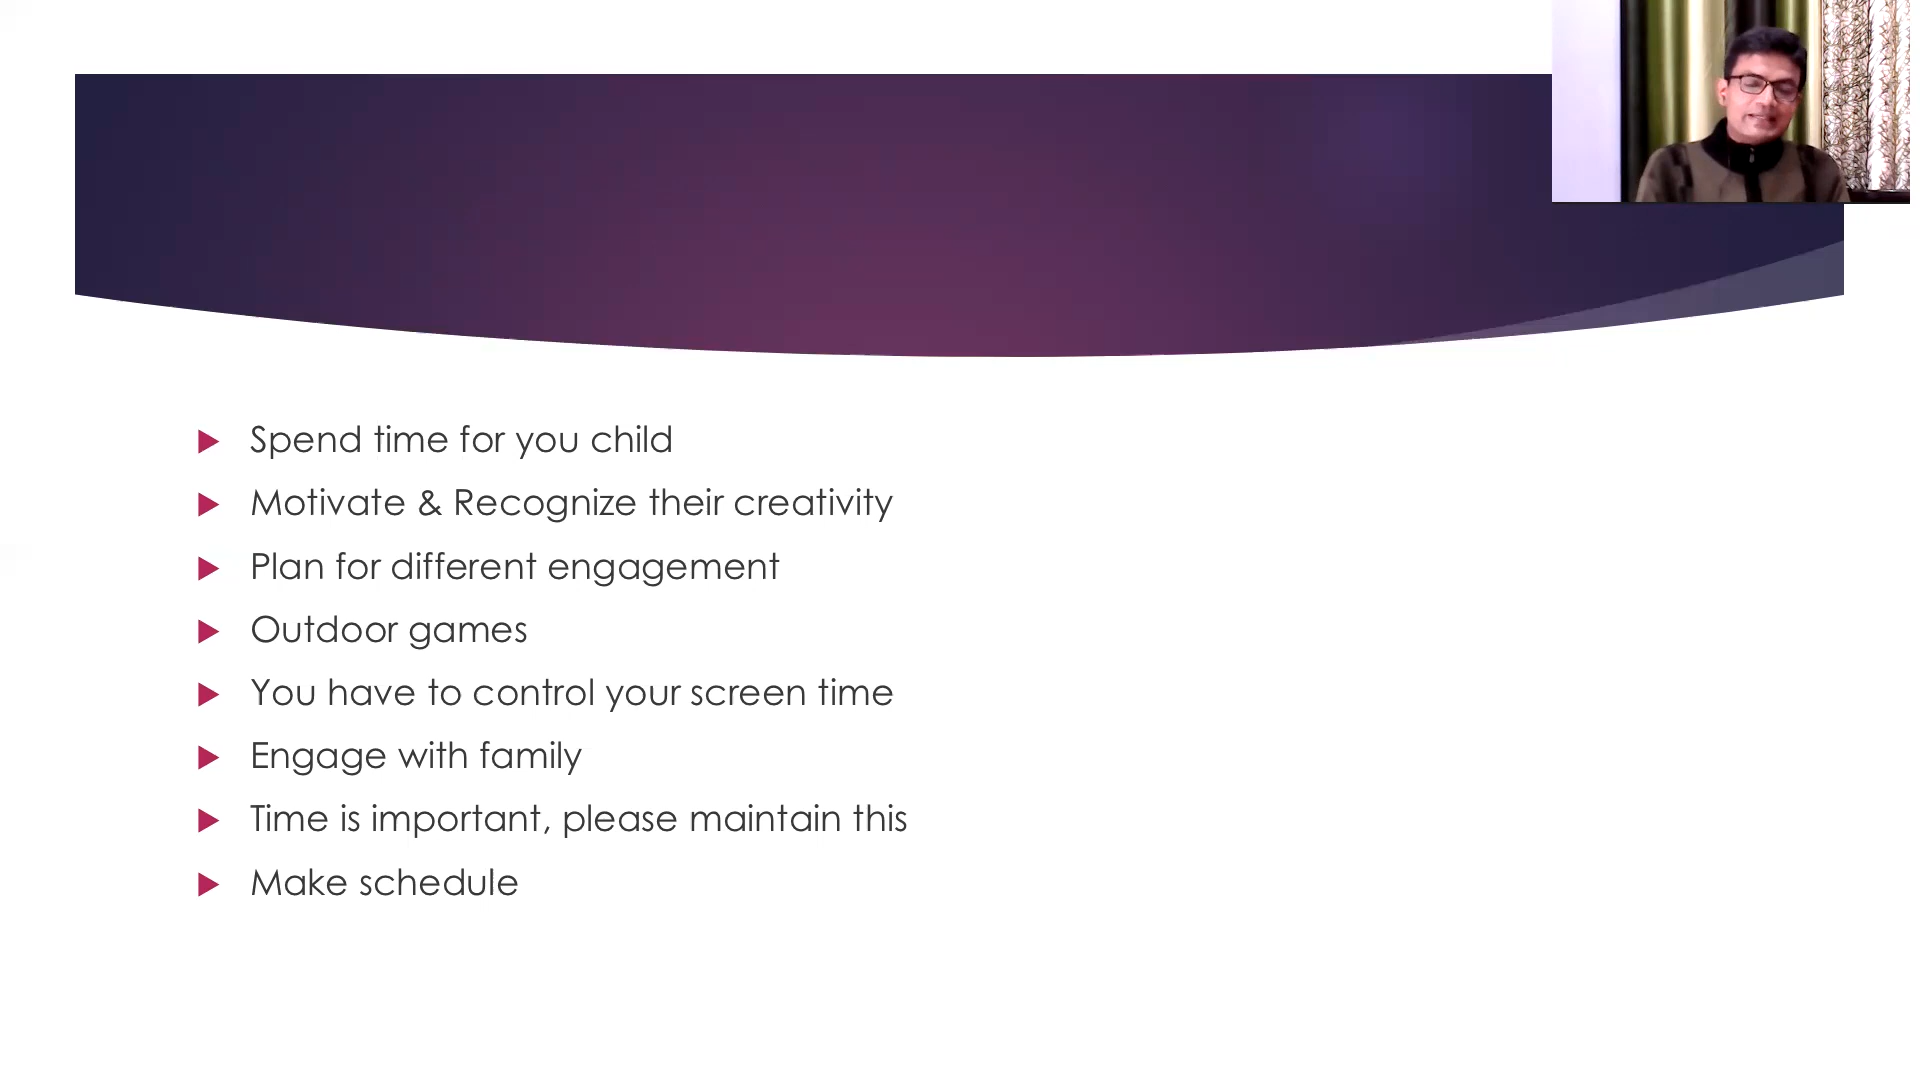 Spend time for you child
Motivate & Recognize their creativity
Plan for different engagement
Outdoor games
You have to control your screen time
Engage with family
Time is important, please maintain this
Make schedule